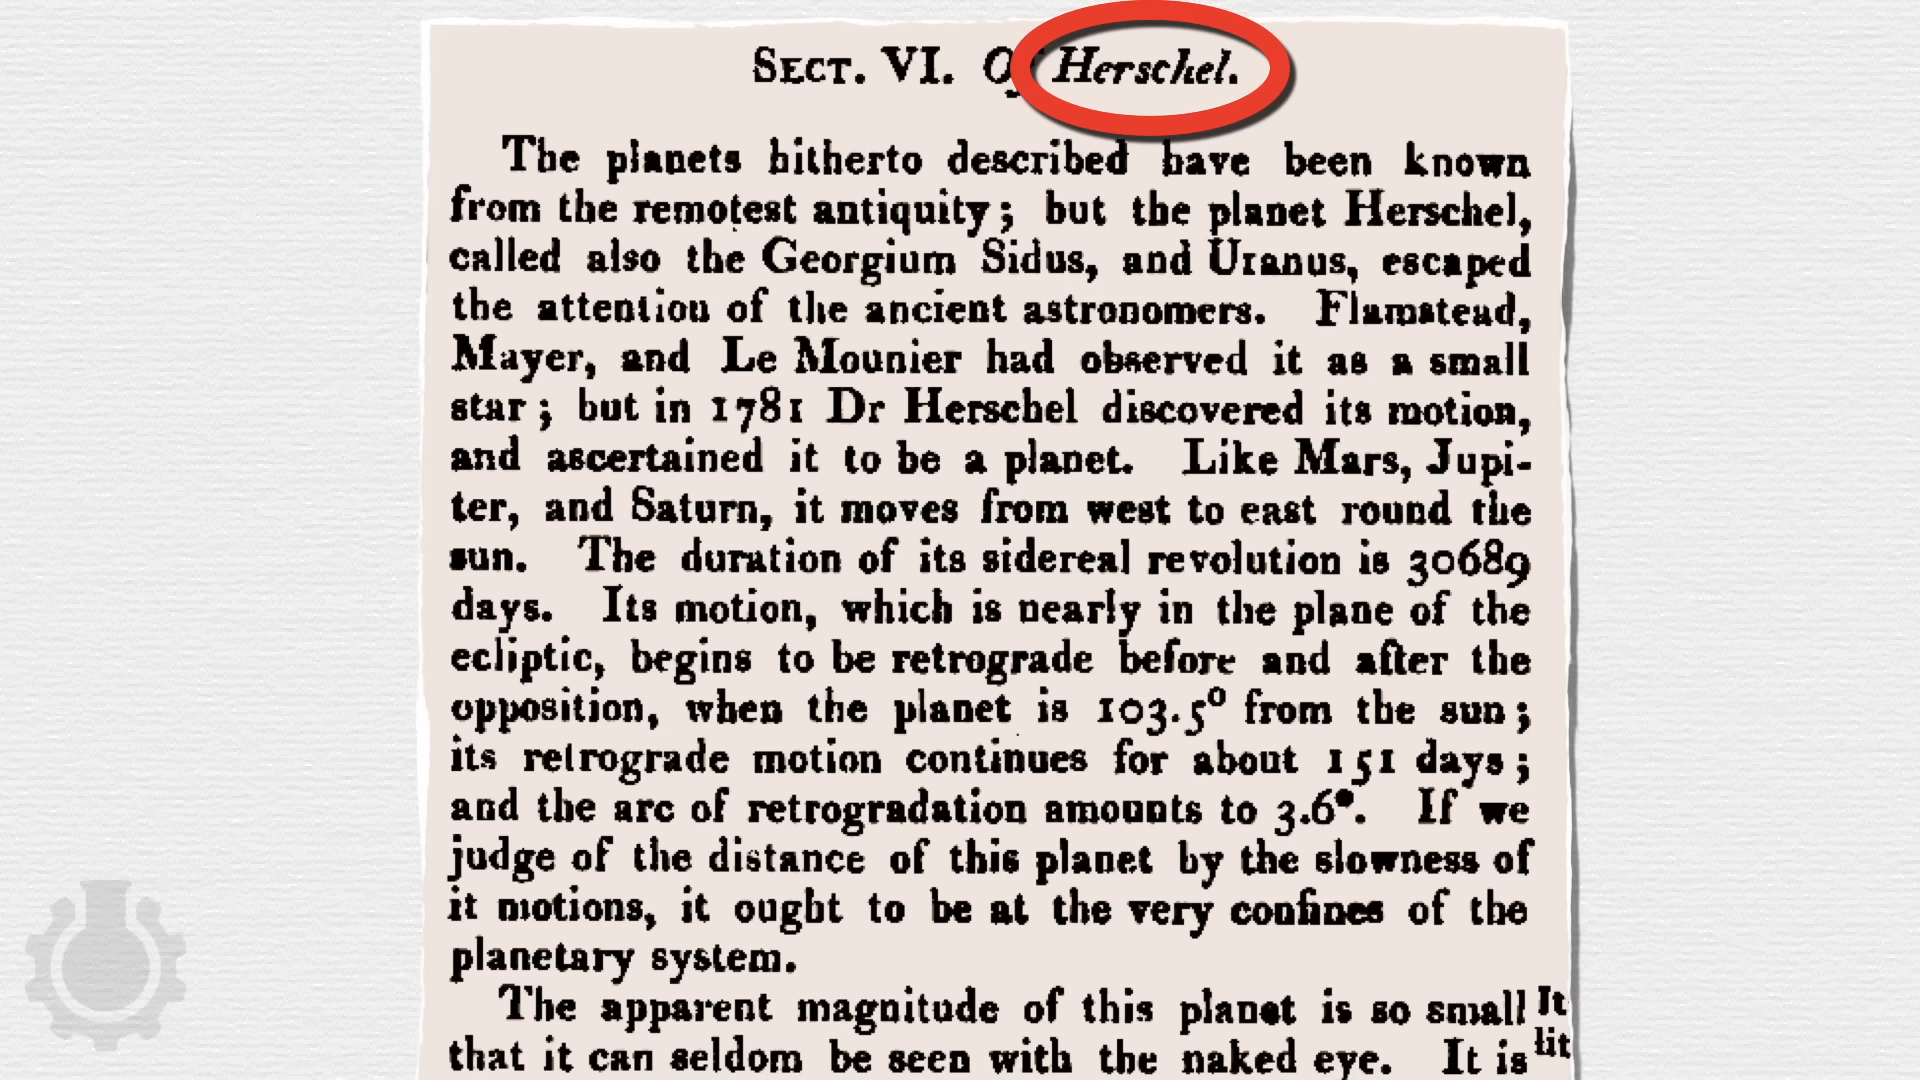 SECT. VI. Of Herschel.
The planets hitherto described have been known
from the remotest antiquity; but the planet Herschel,
called also the Georgium Sidus, and Uranus, escaped
the attention of the ancient astronomers. Flamstead,
Mayer, and Le Mounier had observed it as a small
star; but in 1781 Dr Herschel discovered its motion,
and ascertained it to be a planet. Like Mars, Jupi-
ter, and Saturn, it moves from west to east round the
sun. The duration of its sidereal revolution is 30689
days. Its motion, which is nearly in the plane of the
ecliptic, begins to be retrograde before and after the
opposition, when the planet is 103.5° from the sun;
its retrograde motion continues for about 151 days;
and the arc of retrogradation amounts to 3.6°. If we
judge of the distance of this planet by the slowness of
it motions, it ought to be at the very confines of the
planetary system.
The apparent magnitude of this planet is so small It
that it can seldom be seen with the naked eye. It is lit